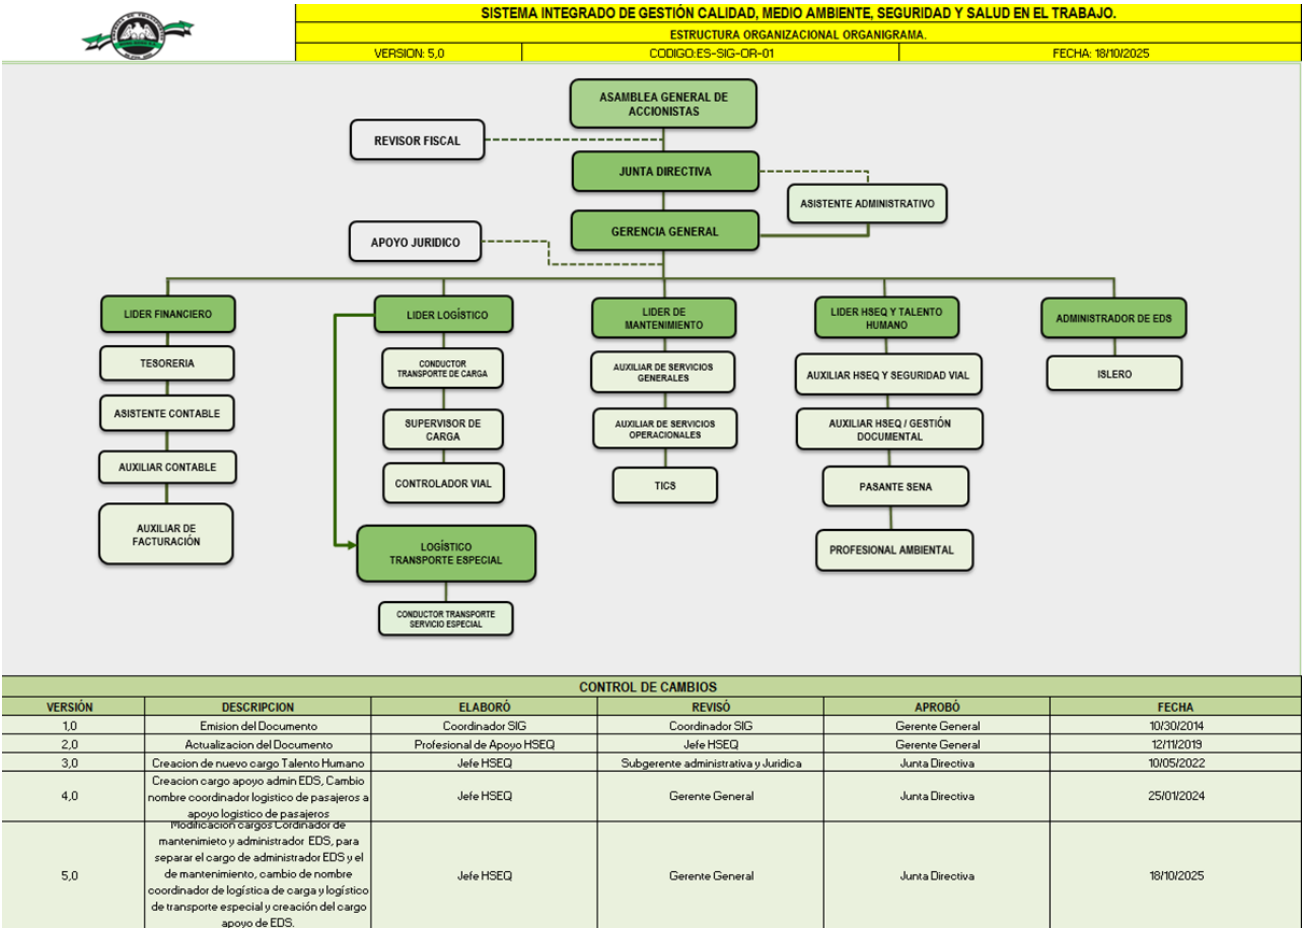 SISTEMA INTEGRADO DE GESTIÓN CALIDAD, MEDIO AMBIENTE, SEGURIDAD Y SALUD EN EL TRABAJO.
ESTRUCTURA ORGANIZACIONAL ORGANIGRAMA.
VERSION: 5,0
CODIGO:ES-SIG-OR-01
FECHA: 18/10/2025
ASAMBLEA GENERAL DE
ACCIONISTAS
REVISOR FISCAL
JUNTA DIRECTIVA
ASISTENTE ADMINISTRATIVO
GERENCIA GENERAL
APOYO JURIDICO
LIDER FINANCIERO
TESORERIA
ASISTENTE CONTABLE
AUXILIAR CONTABLE
AUXILIAR DE
FACTURACIÓN
LIDER LOGÍSTICO
CONDUCTOR
TRANSPORTE DE CARGA
SUPERVISOR DE
CARGA
CONTROLADOR VIAL
LOGÍSTICO
TRANSPORTE ESPECIAL
CONDUCTOR TRANSPORTE
SERVICIO ESPECIAL
LIDER DE
MANTENIMIENTO
AUXILIAR DE SERVICIOS
GENERALES
AUXILIAR DE SERVICIOS
OPERACIONALES
TICS
LIDER HSEQ Y TALENTO
HUMANO
AUXILIAR HSEQ Y SEGURIDAD VIAL
AUXILIAR HSEQ / GESTIÓN
DOCUMENTAL
PASANTE SENA
PROFESIONAL AMBIENTAL
ADMINISTRADOR DE EDS
ISLERO
CONTROL DE CAMBIOS
VERSIÓN DESCRIPCION ELABORÓ REVISÓ APROBÓ FECHA
1,0 Emision del Documento Coordinador SIG Coordinador SIG Gerente General 10/30/2014
2,0 Actualizacion del Documento Profesional de Apoyo HSEQ Jefe HSEQ Gerente General 12/11/2019
3,0 Creacion de nuevo cargo Talento Humano Jefe HSEQ Subgerente administrativa y Juridica Junta Directiva 10/05/2022
Creacion cargo apoyo admin EDS, Cambio
4,0 nombre coordinador logistico de pasajeros a Jefe HSEQ Gerente General Junta Directiva 25/01/2024
apoyo logistico de pasajeros
Modificacion cargos Cordinador de
mantenimieto y administrador EDS, para
separar el cargo de administrador EDS y el
5,0 de mantenimiento, cambio de nombre Jefe HSEQ Gerente General Junta Directiva 18/10/2025
coordinador de logística de carga y logístico
de transporte especial y creación del cargo
apoyo de EDS.